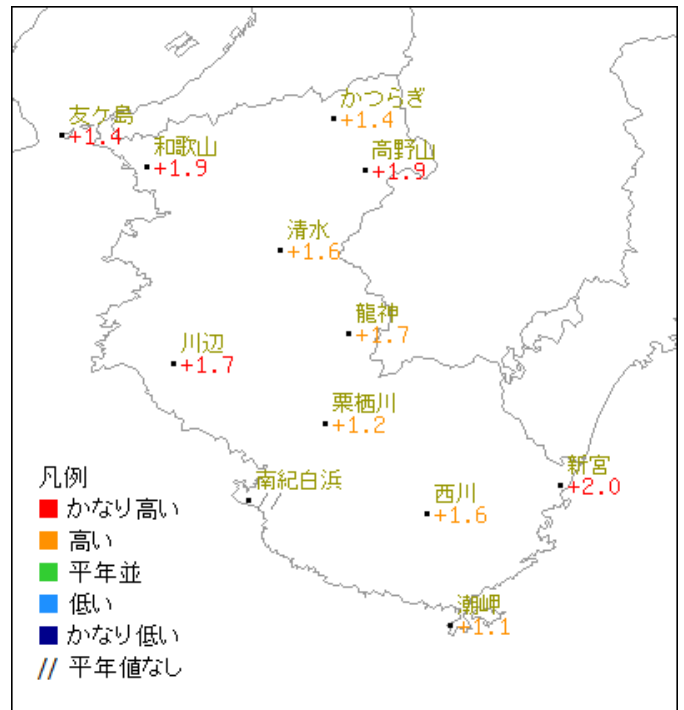 かつらぎ
+1.4
友ケ島
+1.4
和歌山
+1.9
高野山
+1.9
清水
+1.6
龍神
+1.7
川辺
+1.7
栗栖川
+1.2
南紀白浜
//
西川
+1.6
新宮
+2.0
潮岬
+1.1
凡例
かなり高い
高い
平年並
低い
かなり低い
// 平年値なし